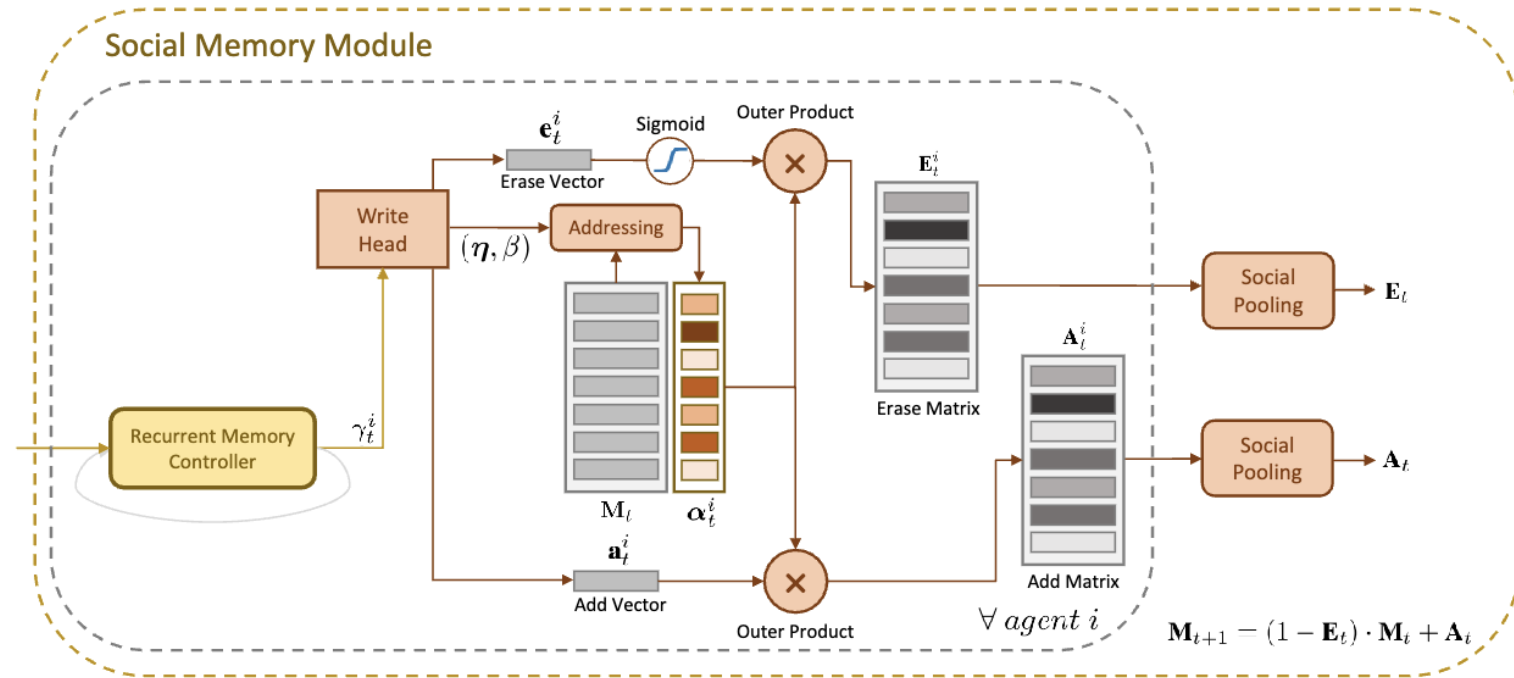 Social Memory Module
Outer Product
Sigmoid
e_t^i
Erase Vector
E_t^i
Write
Head
(η, β)
Addressing
Social
Pooling
E_t
Erase Matrix
A_t^i
Recurrent Memory
Controller
γ_t^i
M_t
α_t^i
Social
Pooling
A_t
a_t^i
Add Vector
Add Matrix
Outer Product
∀ agent i
M_{t+1} = (1 − E_t) · M_t + A_t